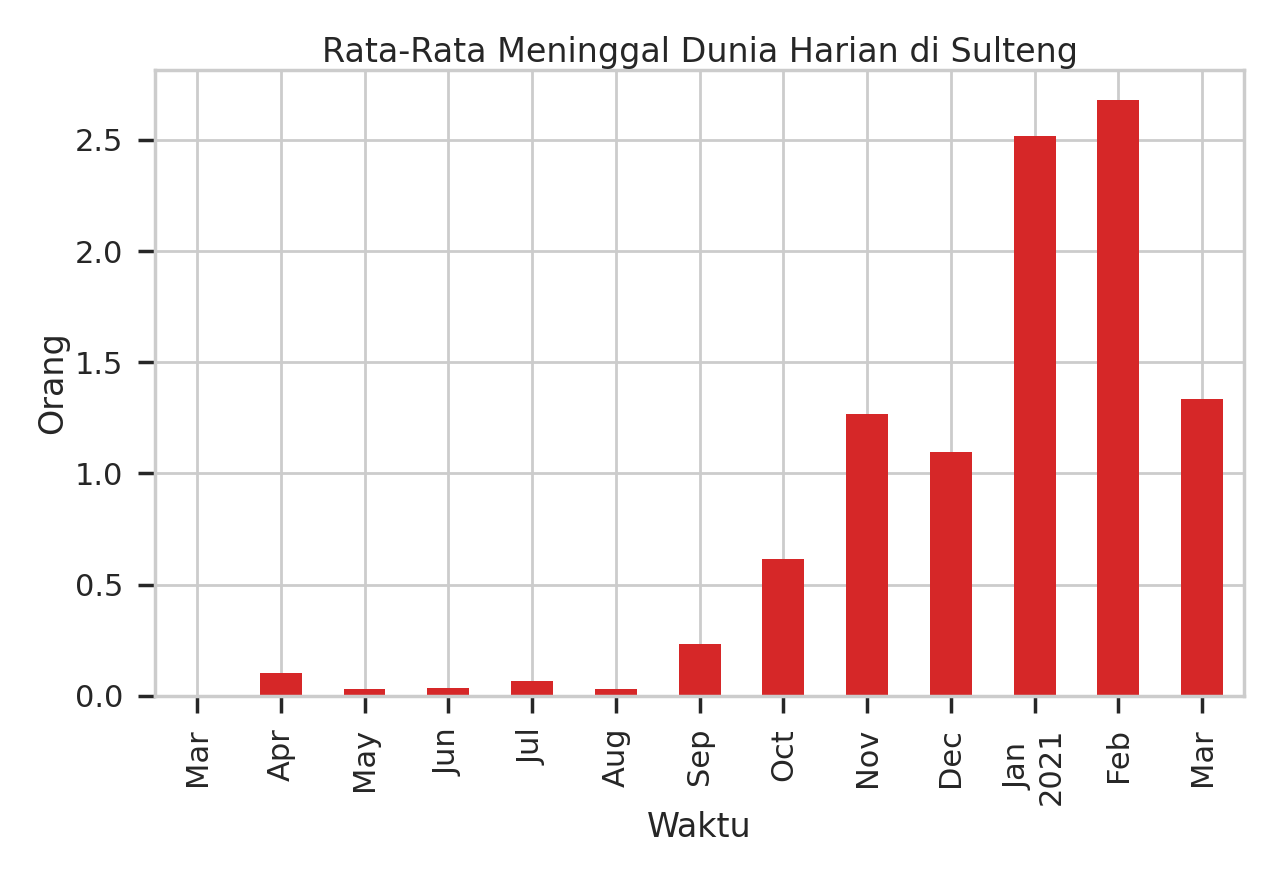 Rata-Rata Meninggal Dunia Harian di Sulteng
Orang
2.5
2.0
1.5
1.0
0.5
0.0
Mar
Apr
May
Jun
Jul
Aug
Sep
Oct
Nov
Dec
Jan
2021
Feb
Mar
Waktu